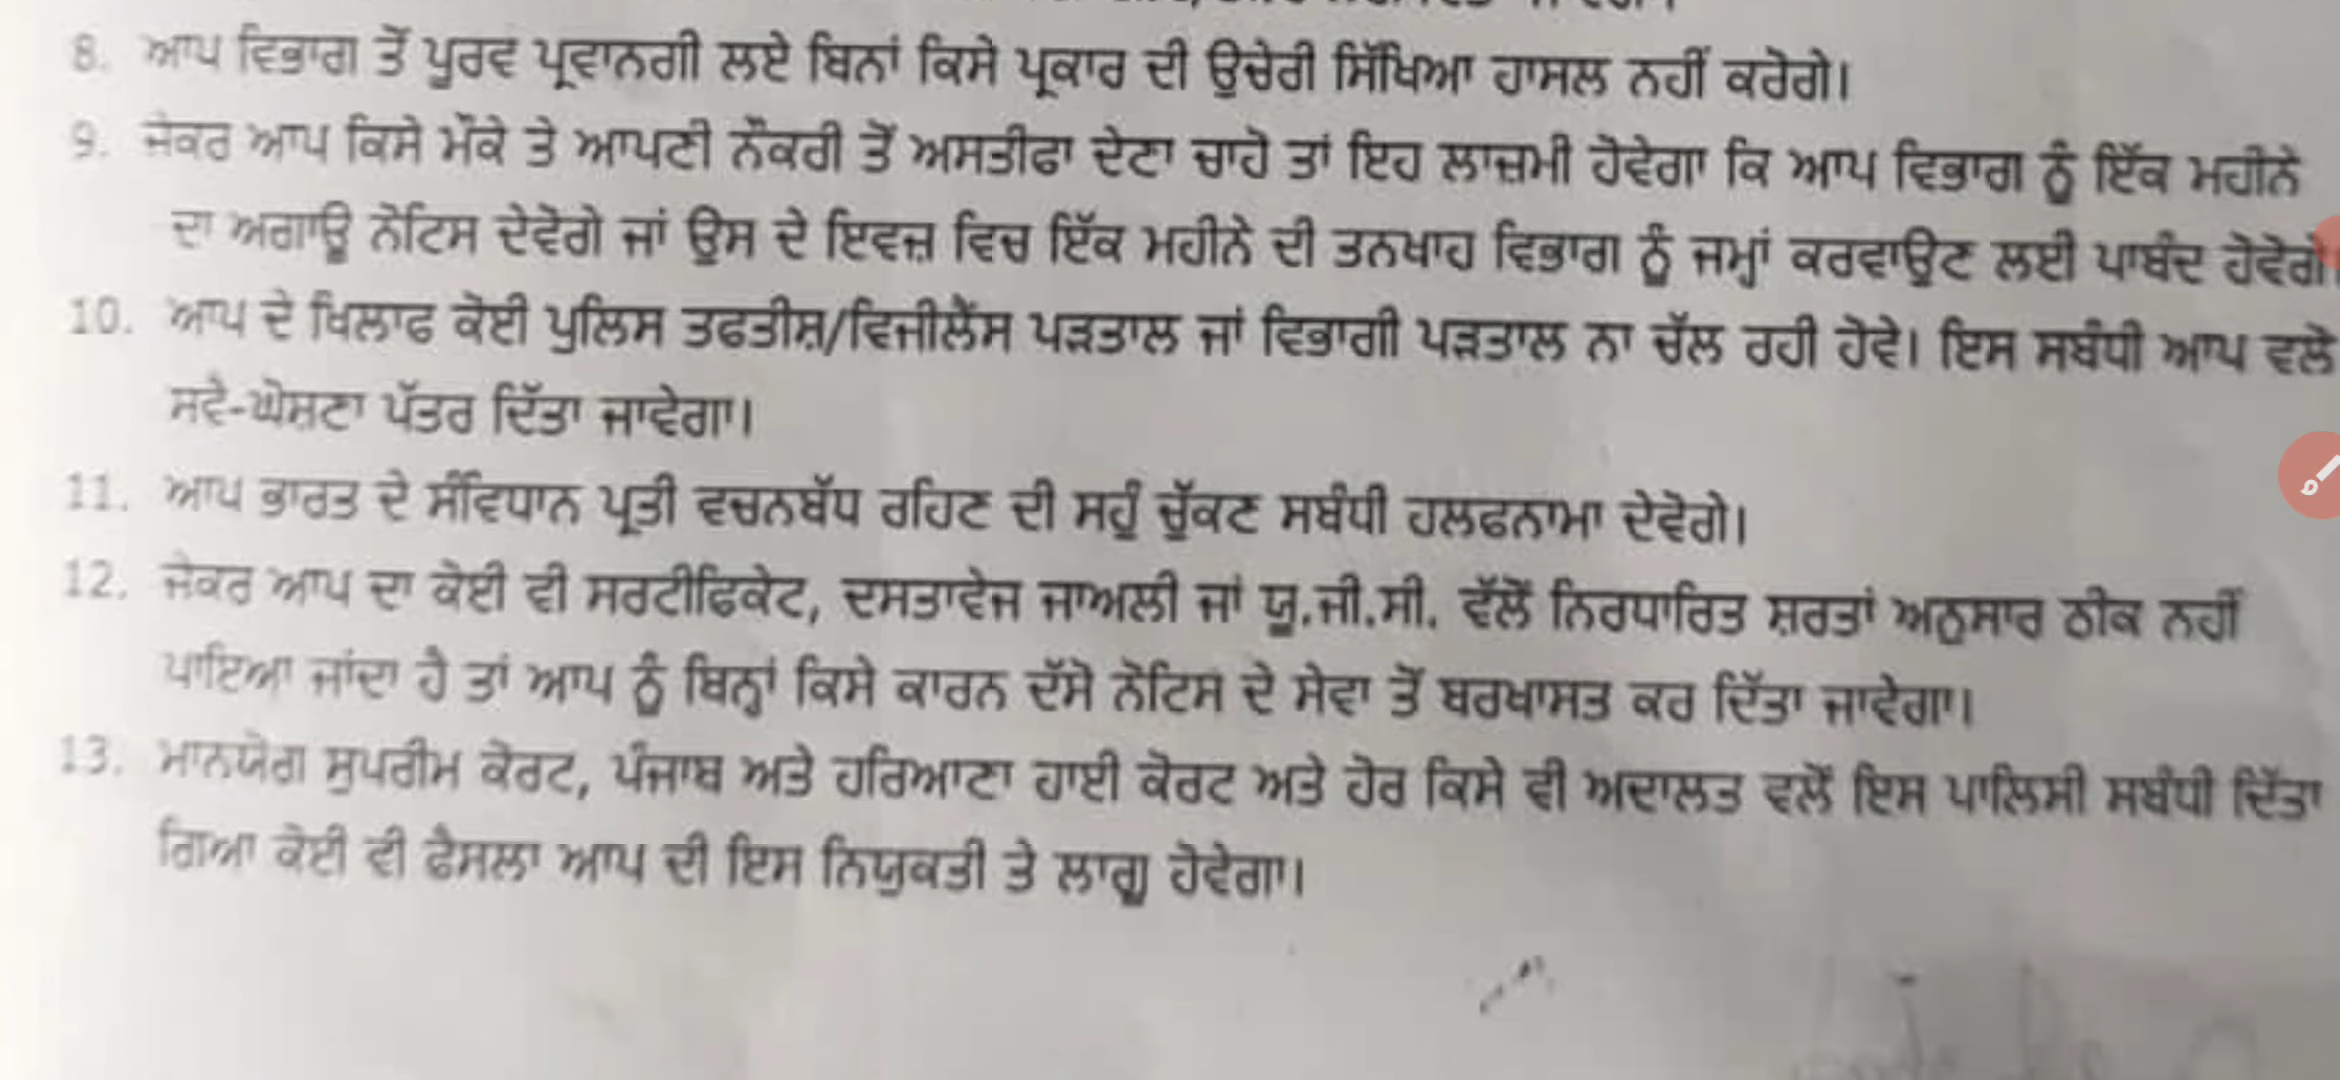 8. ਆਪ ਵਿਭਾਗ ਤੋਂ ਪੂਰਵ ਪ੍ਰਵਾਨਗੀ ਲਏ ਬਿਨਾਂ ਕਿਸੇ ਪ੍ਰਕਾਰ ਦੀ ਉਚੇਰੀ ਸਿੱਖਿਆ ਹਾਸਲ ਨਹੀਂ ਕਰੋਗੇ।
9. ਜੇਕਰ ਆਪ ਕਿਸੇ ਮੌਕੇ ਤੇ ਆਪਣੀ ਨੌਕਰੀ ਤੋਂ ਅਸਤੀਫਾ ਦੇਣਾ ਚਾਹੋ ਤਾਂ ਇਹ ਲਾਜ਼ਮੀ ਹੋਵੇਗਾ ਕਿ ਆਪ ਵਿਭਾਗ ਨੂੰ ਇੱਕ ਮਹੀਨੇ
ਦਾ ਅਗਾਊ ਨੋਟਿਸ ਦੇਵੋਗੇ ਜਾਂ ਉਸ ਦੇ ਇਵਜ਼ ਵਿਚ ਇੱਕ ਮਹੀਨੇ ਦੀ ਤਨਖਾਹ ਵਿਭਾਗ ਨੂੰ ਜਮ੍ਹਾਂ ਕਰਵਾਉਣ ਲਈ ਪਾਬੰਦ ਹੋਵੋਗੇ।
10. ਆਪ ਦੇ ਖਿਲਾਫ ਕੋਈ ਪੁਲਿਸ ਤਫਤੀਸ਼/ਵਿਜੀਲੈਂਸ ਪੜਤਾਲ ਜਾਂ ਵਿਭਾਗੀ ਪੜਤਾਲ ਨਾ ਚੱਲ ਰਹੀ ਹੋਵੇ। ਇਸ ਸਬੰਧੀ ਆਪ ਵਲੋਂ
ਸਵੈ-ਘੋਸ਼ਣਾ ਪੱਤਰ ਦਿੱਤਾ ਜਾਵੇਗਾ।
11. ਆਪ ਭਾਰਤ ਦੇ ਸੰਵਿਧਾਨ ਪ੍ਰਤੀ ਵਚਨਬੱਧ ਰਹਿਣ ਦੀ ਸਹੁੰ ਚੁੱਕਣ ਸਬੰਧੀ ਹਲਫਨਾਮਾ ਦੇਵੋਗੇ।
12. ਜੇਕਰ ਆਪ ਦਾ ਕੋਈ ਵੀ ਸਰਟੀਫਿਕੇਟ, ਦਸਤਾਵੇਜ ਜਾਅਲੀ ਜਾਂ ਯੂ.ਜੀ.ਸੀ. ਵੱਲੋਂ ਨਿਰਧਾਰਿਤ ਸ਼ਰਤਾਂ ਅਨੁਸਾਰ ਠੀਕ ਨਹੀਂ
ਪਾਇਆ ਜਾਂਦਾ ਹੈ ਤਾਂ ਆਪ ਨੂੰ ਬਿਨ੍ਹਾਂ ਕਿਸੇ ਕਾਰਨ ਦੱਸੋ ਨੋਟਿਸ ਦੇ ਸੇਵਾ ਤੋਂ ਬਰਖਾਸਤ ਕਰ ਦਿੱਤਾ ਜਾਵੇਗਾ।
13. ਮਾਨਯੋਗ ਸੁਪਰੀਮ ਕੋਰਟ, ਪੰਜਾਬ ਅਤੇ ਹਰਿਆਣਾ ਹਾਈ ਕੋਰਟ ਅਤੇ ਹੋਰ ਕਿਸੇ ਵੀ ਅਦਾਲਤ ਵਲੋਂ ਇਸ ਪਾਲਿਸੀ ਸਬੰਧੀ ਦਿੱਤਾ
ਗਿਆ ਕੋਈ ਵੀ ਫੈਸਲਾ ਆਪ ਦੀ ਇਸ ਨਿਯੁਕਤੀ ਤੇ ਲਾਗੂ ਹੋਵੇਗਾ।